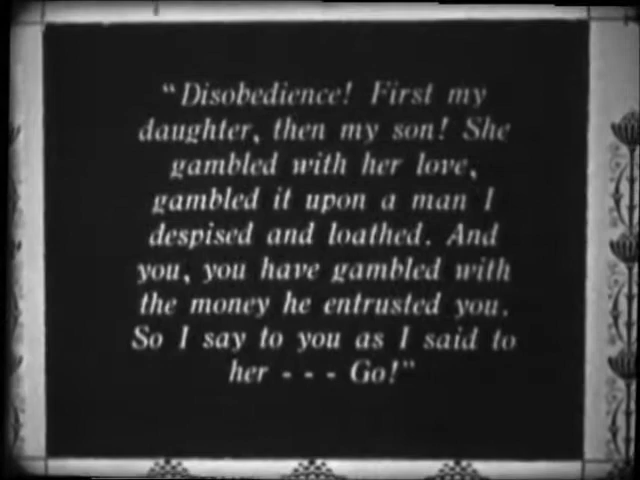 "Disobedience! First my
daughter, then my son! She
gambled with her love,
gambled it upon a man I
despised and loathed. And
you, you have gambled with
the money he entrusted you.
So I say to you as I said to
her - - - Go!"